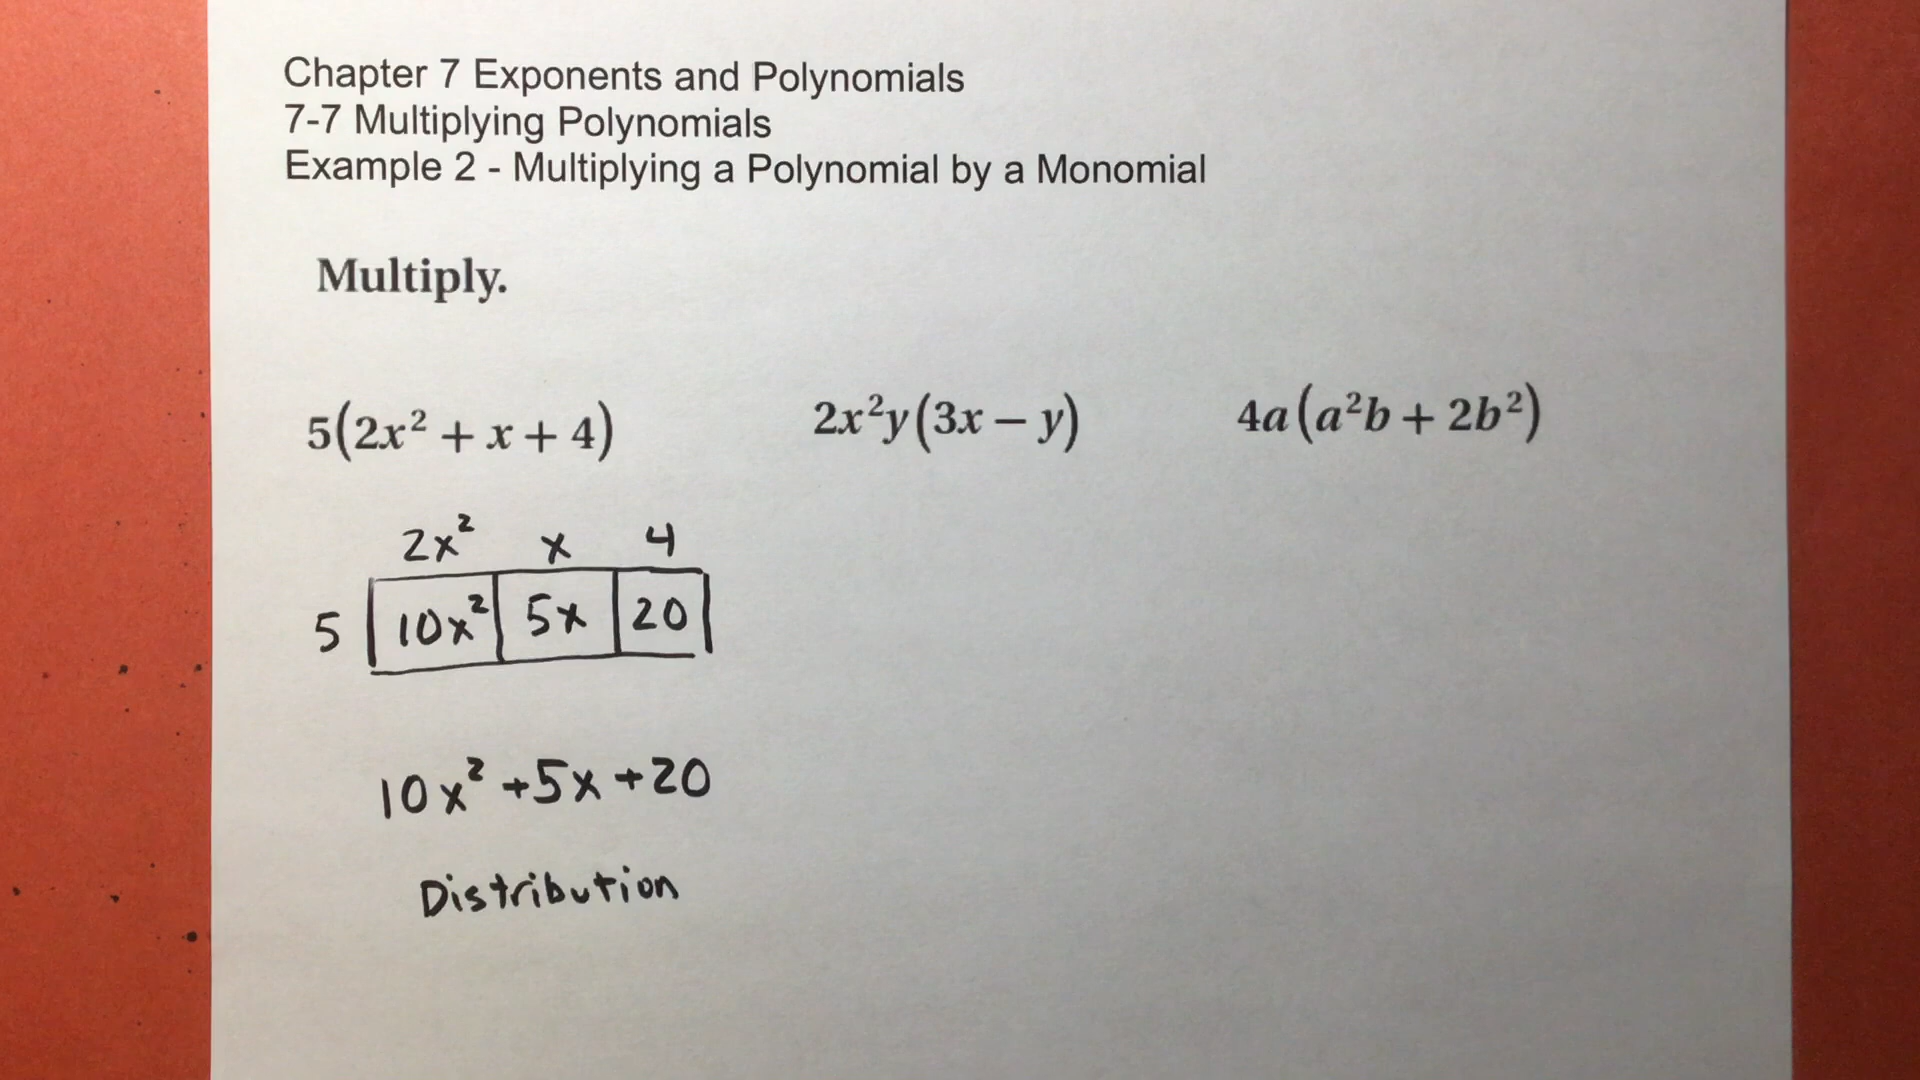 Chapter 7 Exponents and Polynomials
7-7 Multiplying Polynomials
Example 2 - Multiplying a Polynomial by a Monomial
Multiply.
5(2x² + x + 4) 2x²y(3x – y) 4a(a²b + 2b²)
2x² x 4
5 10x² 5x 20
10x² +5x +20
Distribution